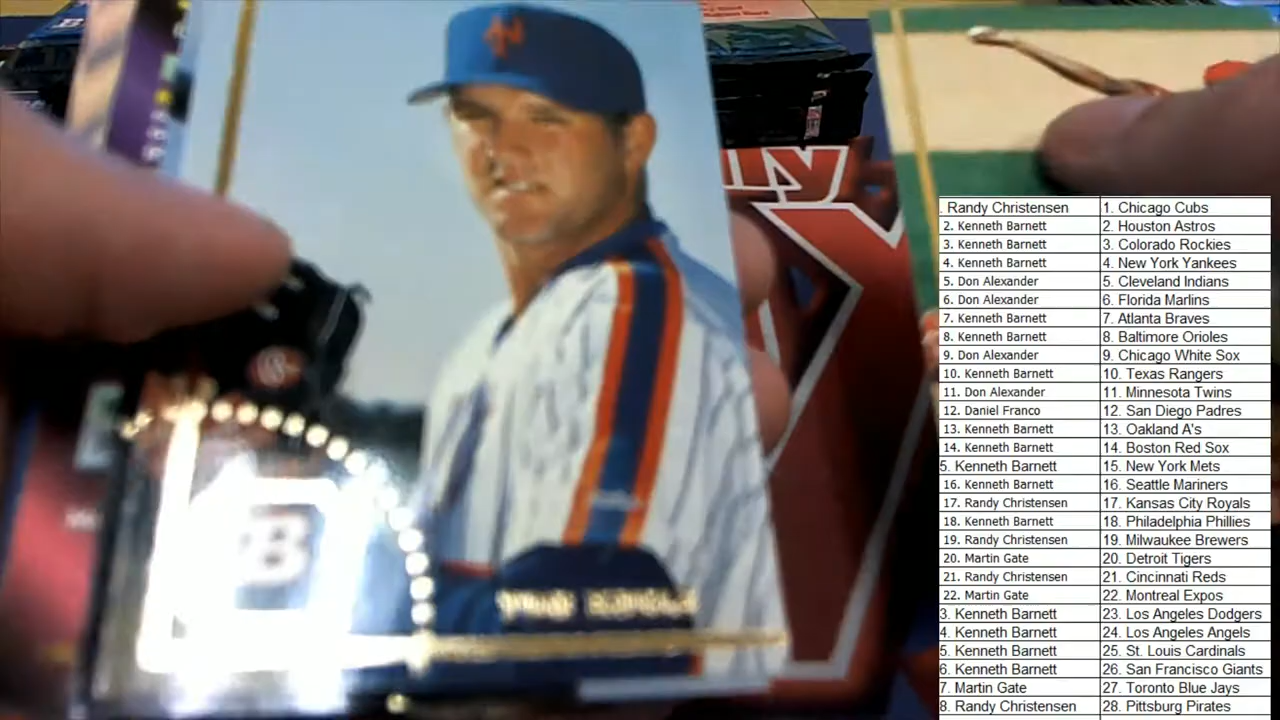 . Randy Christensen 1. Chicago Cubs
2. Kenneth Barnett 2. Houston Astros
3. Kenneth Barnett 3. Colorado Rockies
4. Kenneth Barnett 4. New York Yankees
5. Don Alexander 5. Cleveland Indians
6. Don Alexander 6. Florida Marlins
7. Kenneth Barnett 7. Atlanta Braves
8. Kenneth Barnett 8. Baltimore Orioles
9. Don Alexander 9. Chicago White Sox
10. Kenneth Barnett 10. Texas Rangers
11. Don Alexander 11. Minnesota Twins
12. Daniel Franco 12. San Diego Padres
13. Kenneth Barnett 13. Oakland A's
14. Kenneth Barnett 14. Boston Red Sox
5. Kenneth Barnett 15. New York Mets
16. Kenneth Barnett 16. Seattle Mariners
17. Randy Christensen 17. Kansas City Royals
18. Kenneth Barnett 18. Philadelphia Phillies
19. Randy Christensen 19. Milwaukee Brewers
20. Martin Gate 20. Detroit Tigers
21. Randy Christensen 21. Cincinnati Reds
22. Martin Gate 22. Montreal Expos
3. Kenneth Barnett 23. Los Angeles Dodgers
4. Kenneth Barnett 24. Los Angeles Angels
5. Kenneth Barnett 25. St. Louis Cardinals
6. Kenneth Barnett 26. San Francisco Giants
7. Martin Gate 27. Toronto Blue Jays
8. Randy Christensen 28. Pittsburg Pirates